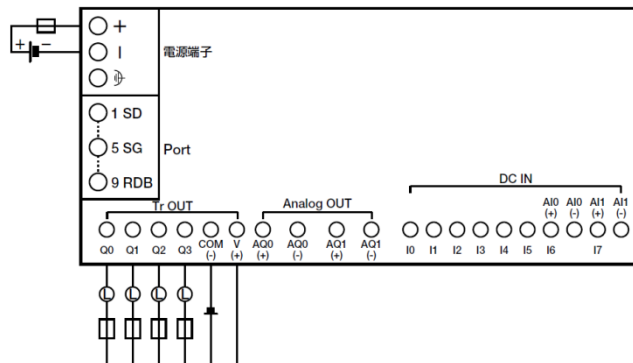 +
+ −
−
電源端子
1 SD
5 SG
Port
9 RDB
Tr OUT
Analog OUT
DC IN
AI0 (+) AI0 (-) AI1 (+) AI1 (-)
Q0 Q1 Q2 Q3 COM (-) V (+) AQ0 (+) AQ0 (-) AQ1 (+) AQ1 (-) I0 I1 I2 I3 I4 I5 I6 I7
L L L L